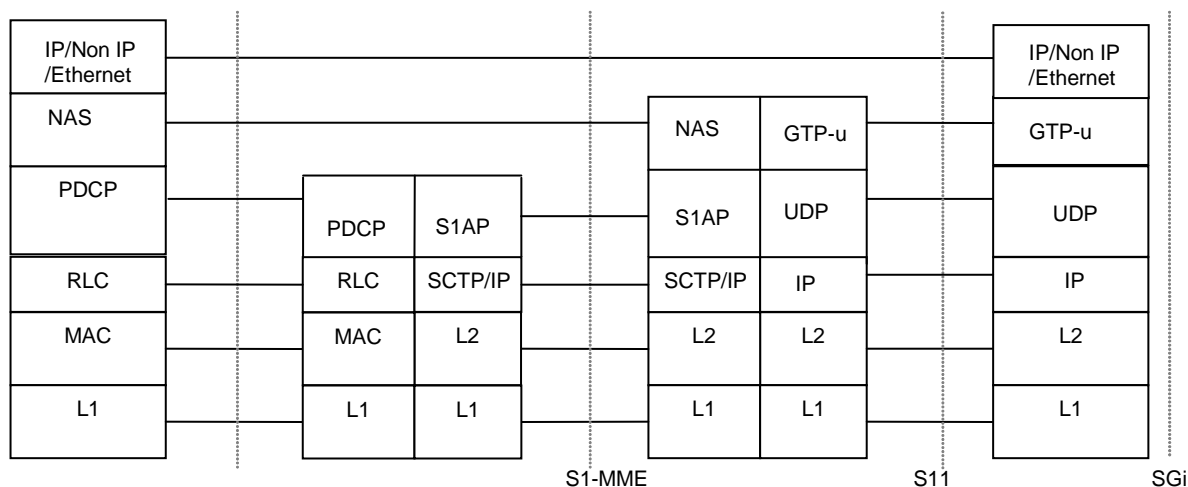 IP/Non IP
/Ethernet
NAS
PDCP
RLC
MAC
L1
PDCP
S1AP
RLC
SCTP/IP
MAC
L2
L1
L1
NAS
GTP-u
S1AP
UDP
SCTP/IP
IP
L2
L2
L1
L1
IP/Non IP
/Ethernet
GTP-u
UDP
IP
L2
L1
S1-MME
S11
SGi